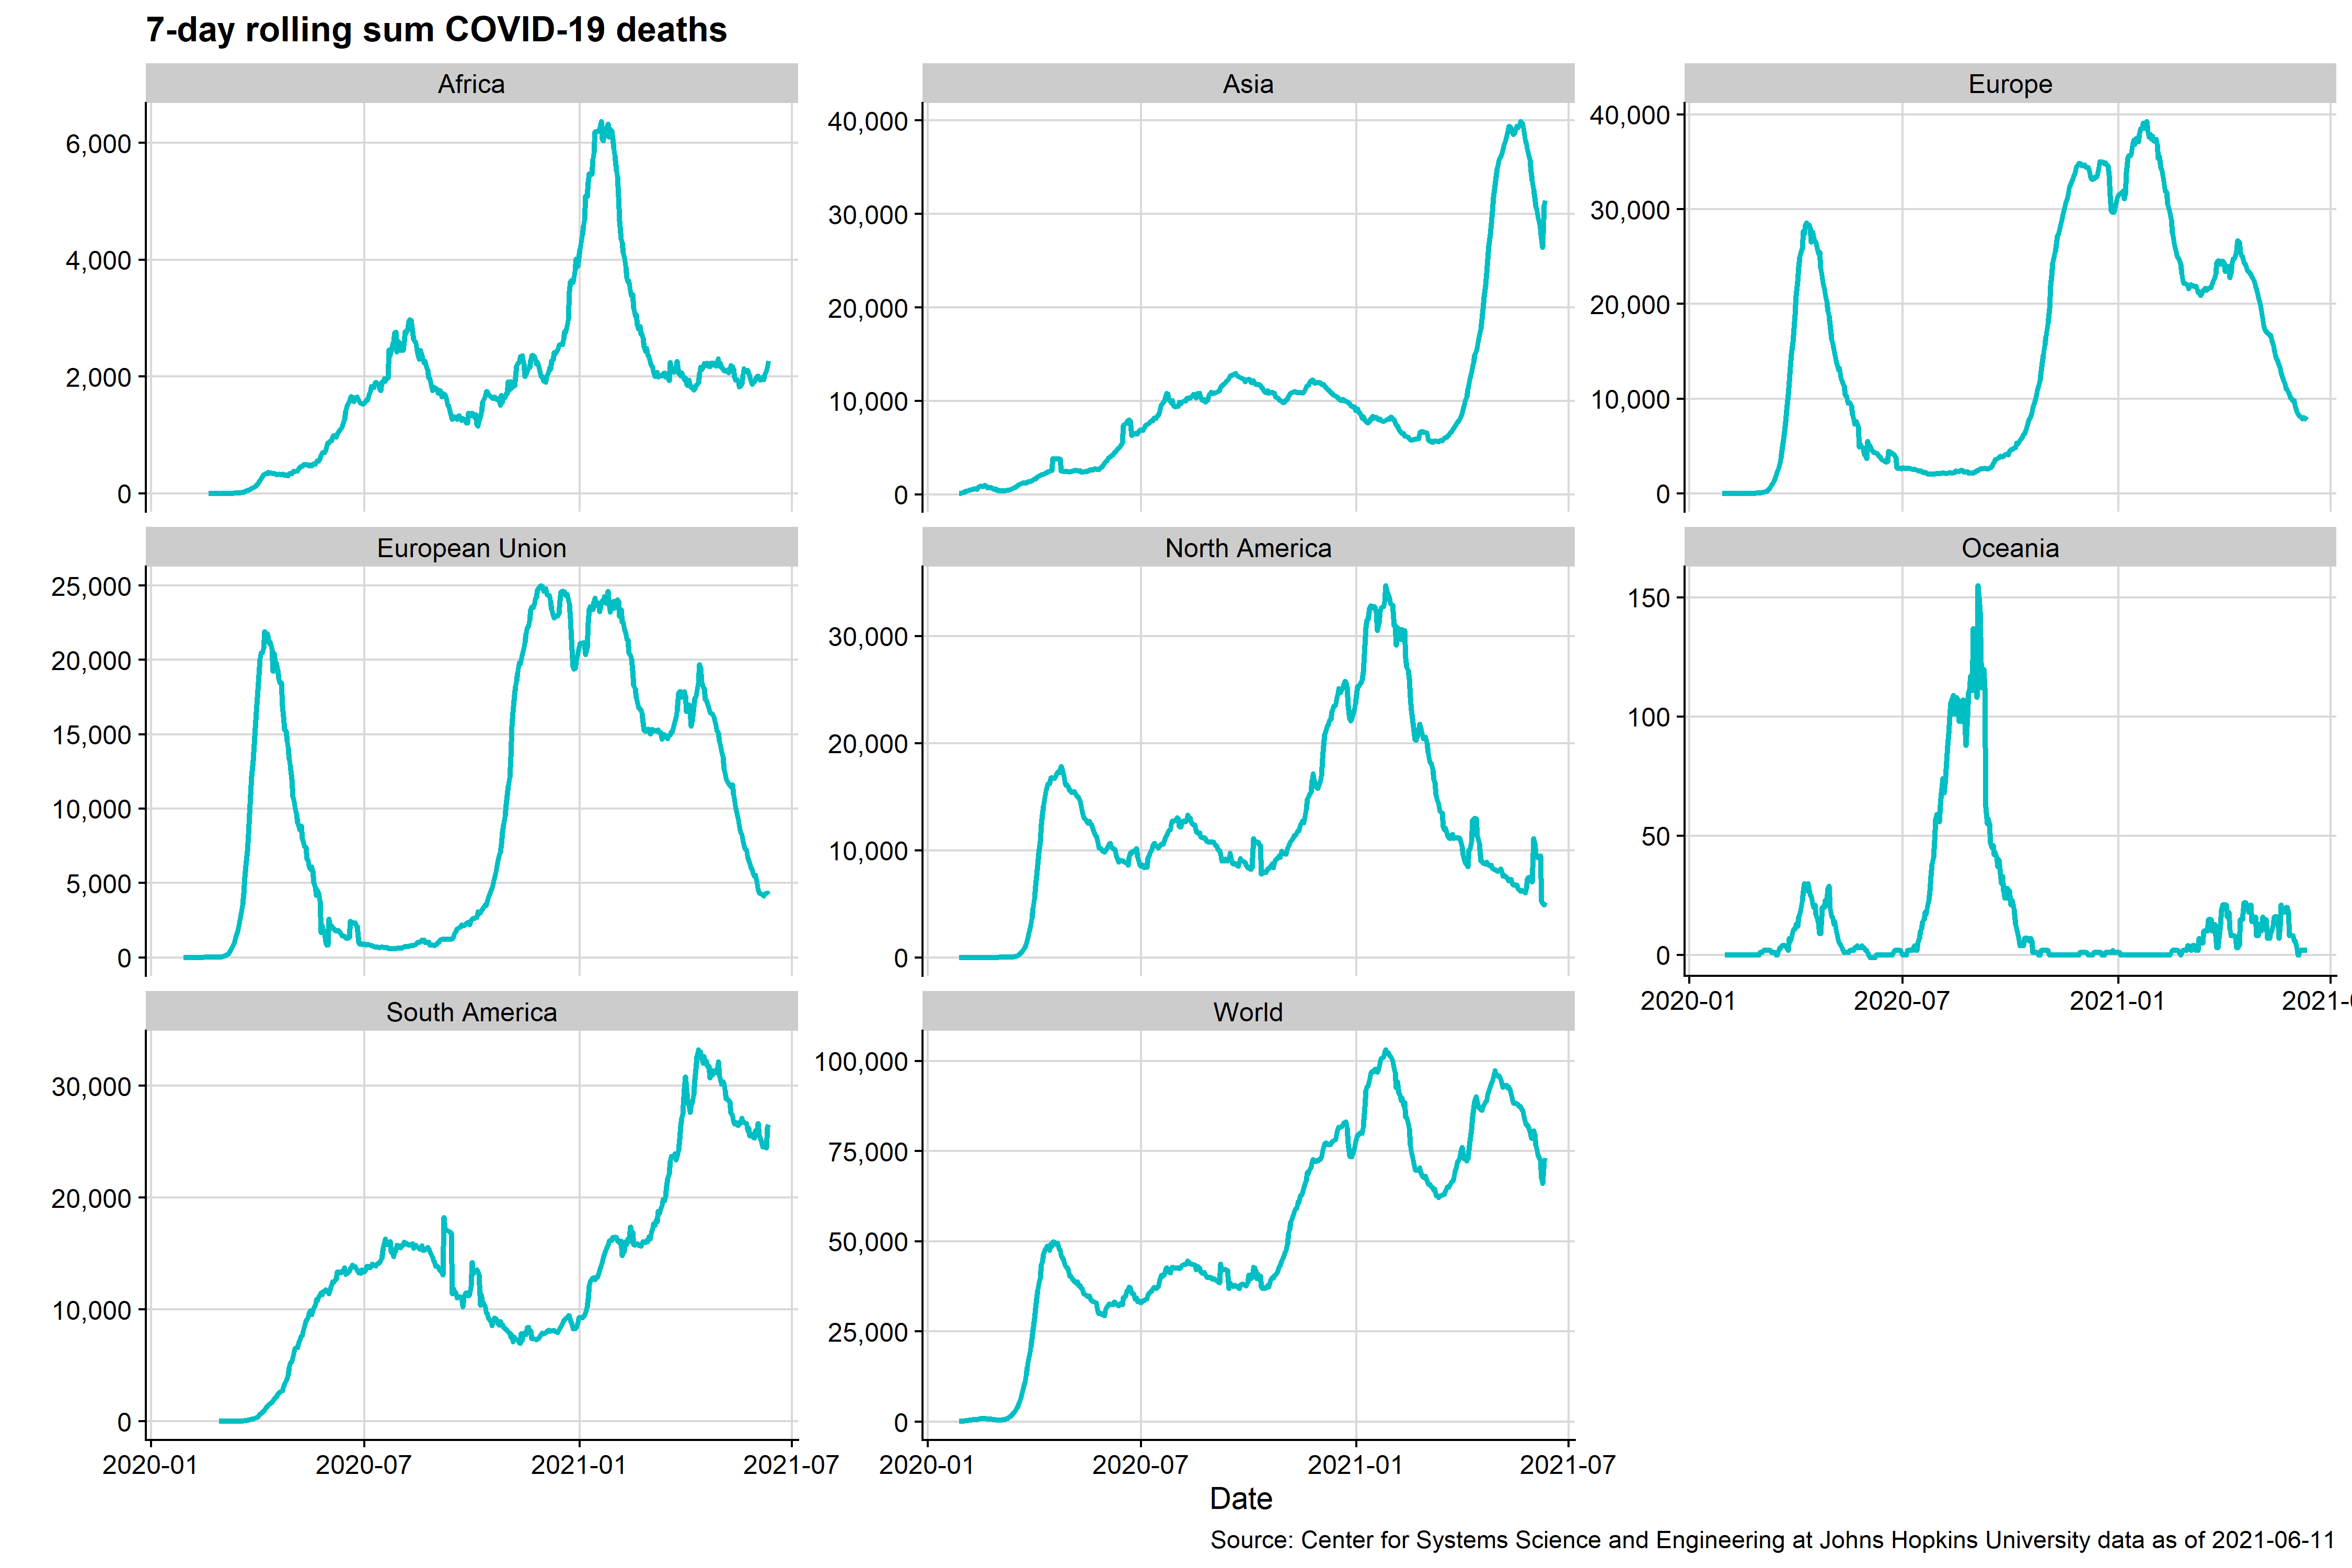 7-day rolling sum COVID-19 deaths
Africa
6,000
4,000
2,000
0
Asia
40,000
30,000
20,000
10,000
0
Europe
40,000
30,000
20,000
10,000
0
European Union
25,000
20,000
15,000
10,000
5,000
0
North America
30,000
20,000
10,000
0
Oceania
150
100
50
0
2020-01 2020-07 2021-01 2021-0
South America
30,000
20,000
10,000
0
2020-01 2020-07 2021-01 2021-07
World
100,000
75,000
50,000
25,000
0
2020-01 2020-07 2021-01 2021-07
Date
Source: Center for Systems Science and Engineering at Johns Hopkins University data as of 2021-06-11